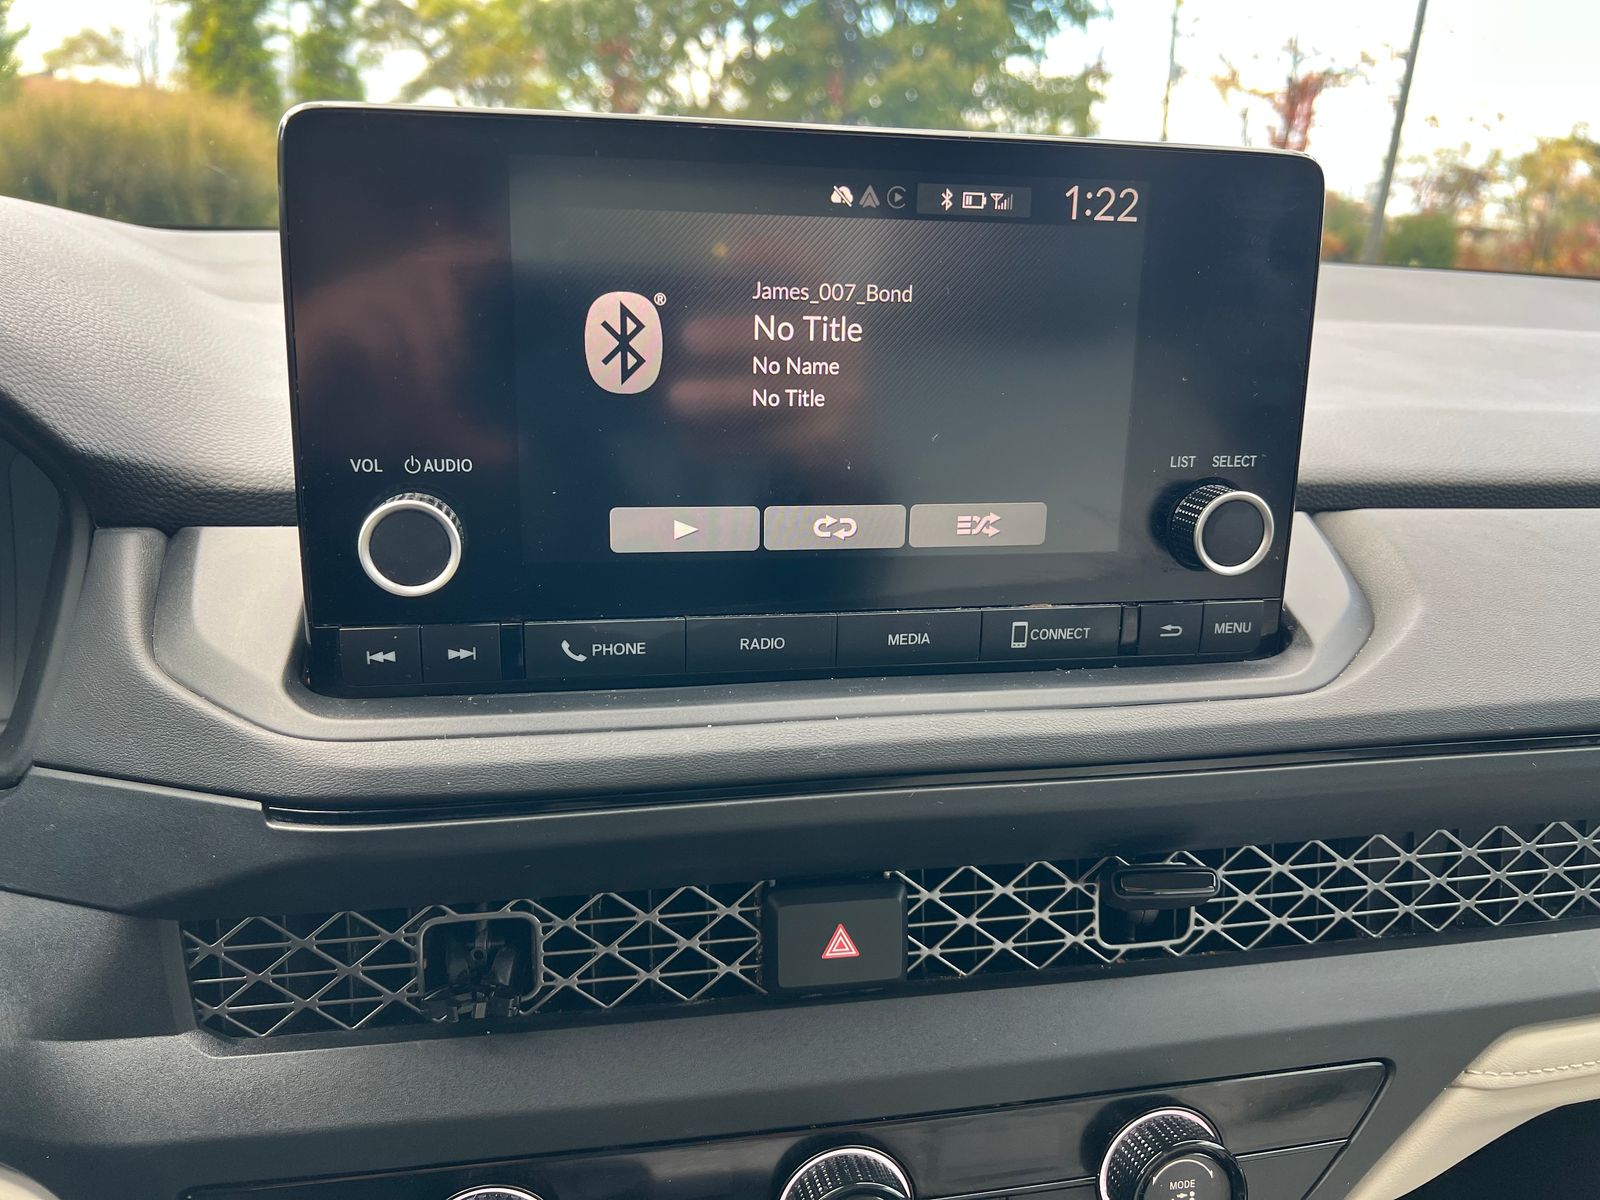 1:22
®
James_007_Bond
No Title
No Name
No Title
VOL AUDIO
LIST SELECT
PHONE
RADIO
MEDIA
CONNECT
MENU
MODE